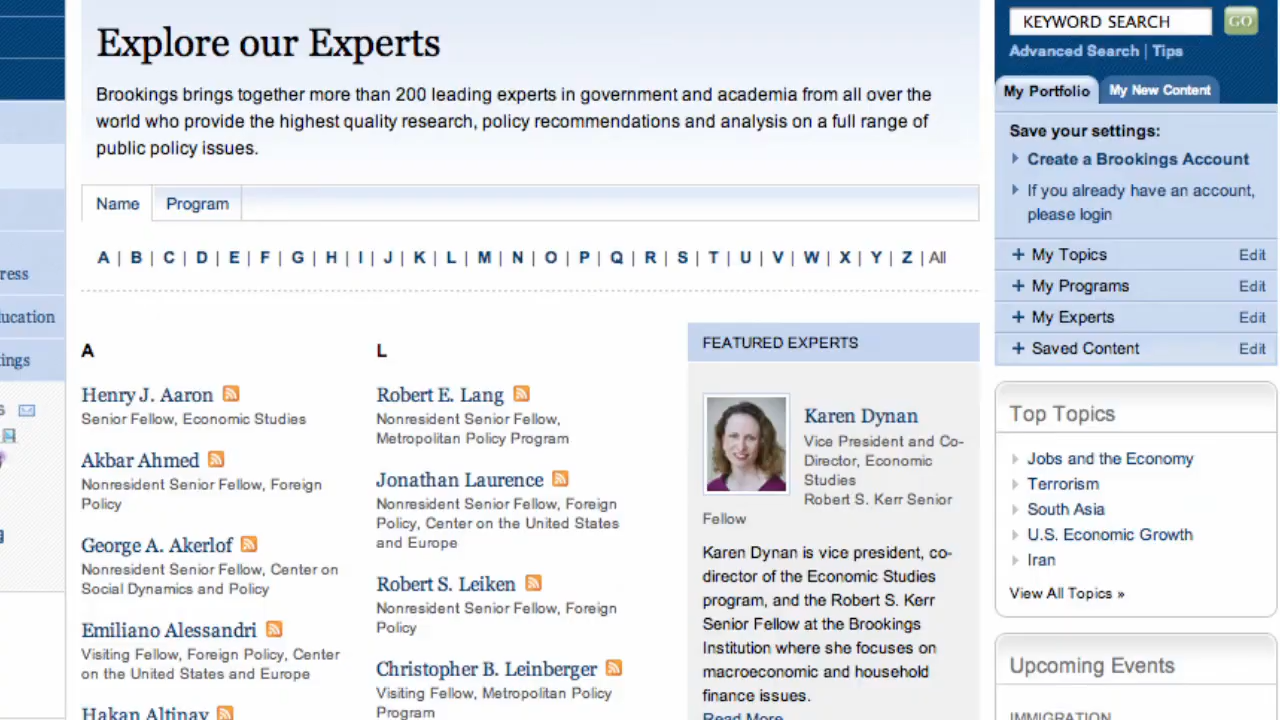 Explore our Experts
Brookings brings together more than 200 leading experts in government and academia from all over the
world who provide the highest quality research, policy recommendations and analysis on a full range of
public policy issues.
Name
Program
A | B | C | D | E | F | G | H | I | J | K | L | M | N | O | P | Q | R | S | T | U | V | W | X | Y | Z | All
A
Henry J. Aaron
Senior Fellow, Economic Studies
Akbar Ahmed
Nonresident Senior Fellow, Foreign
Policy
George A. Akerlof
Nonresident Senior Fellow, Center on
Social Dynamics and Policy
Emiliano Alessandri
Visiting Fellow, Foreign Policy, Center
on the United States and Europe
Hakan Altinay
L
Robert E. Lang
Nonresident Senior Fellow,
Metropolitan Policy Program
Jonathan Laurence
Nonresident Senior Fellow, Foreign
Policy, Center on the United States
and Europe
Robert S. Leiken
Nonresident Senior Fellow, Foreign
Policy
Christopher B. Leinberger
Visiting Fellow, Metropolitan Policy
Program
FEATURED EXPERTS
Karen Dynan
Vice President and Co-
Director, Economic
Studies
Robert S. Kerr Senior
Fellow
Karen Dynan is vice president, co-
director of the Economic Studies
program, and the Robert S. Kerr
Senior Fellow at the Brookings
Institution where she focuses on
macroeconomic and household
finance issues.
Read More
KEYWORD SEARCH
GO
Advanced Search | Tips
My Portfolio
My New Content
Save your settings:
Create a Brookings Account
If you already have an account,
please login
+ My Topics Edit
+ My Programs Edit
+ My Experts Edit
+ Saved Content Edit
Top Topics
Jobs and the Economy
Terrorism
South Asia
U.S. Economic Growth
Iran
View All Topics »
Upcoming Events
IMMIGRATION
ress
ucation
ings